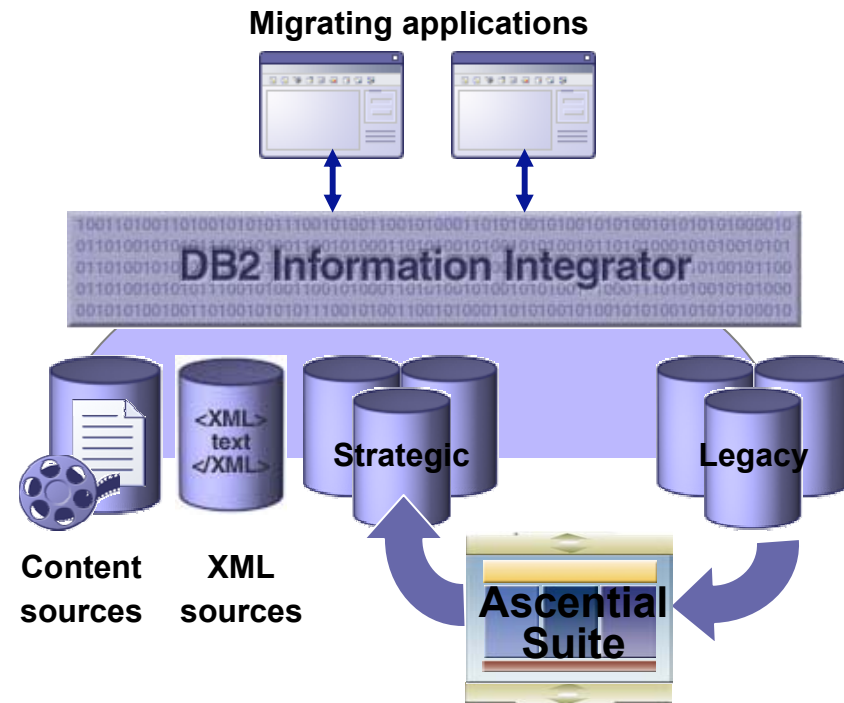 Migrating applications
DB2 Information Integrator
<XML>
text
</XML>
Strategic
Legacy
Content
sources
XML
sources
Ascential
Suite